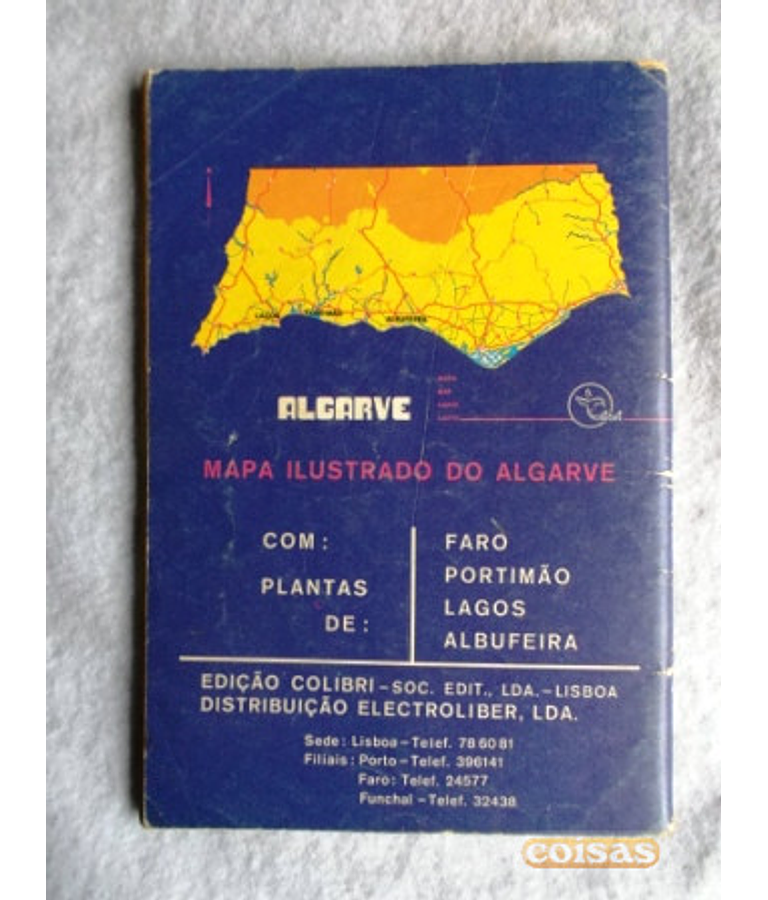 LAGOS
ALBUFEIRA
ALGARVE
MAPA ILUSTRADO DO ALGARVE
COM:
PLANTAS
DE:
FARO
PORTIMÃO
LAGOS
ALBUFEIRA
EDIÇÃO COLIBRI – SOC. EDIT., LDA. – LISBOA
DISTRIBUIÇÃO ELECTROLIBER, LDA.
Sede: Lisboa – Telef. 78 60 81
Filiais: Porto – Telef. 396141
Faro: Telef. 24577
Funchal – Telef. 32438
coisas